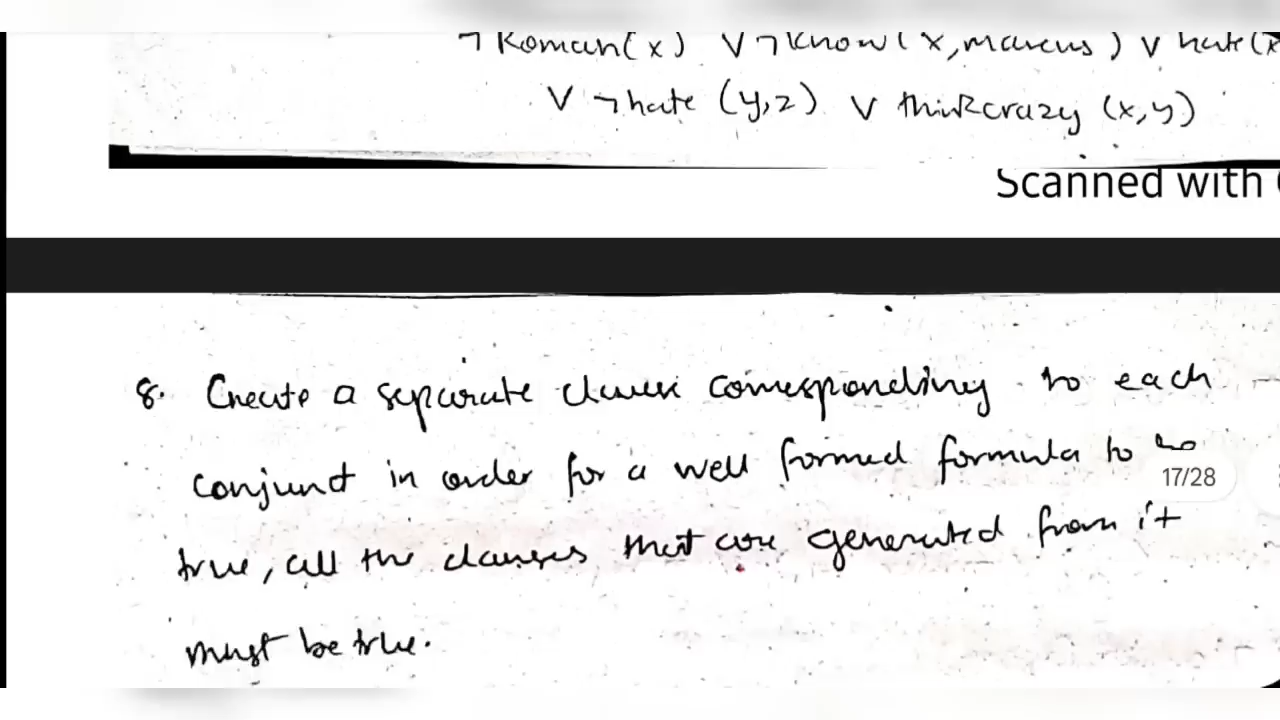 ¬ Roman(x) ∨ ¬ know(x, marcus) ∨ hate(x
∨ ¬hate (y,z) ∨ thinkcrazy (x,y)
Scanned with
8. Create a separate clause corresponding to each
conjunct in order for a well formed formula to be
17/28
true, all the clauses that are generated from it
must be true.